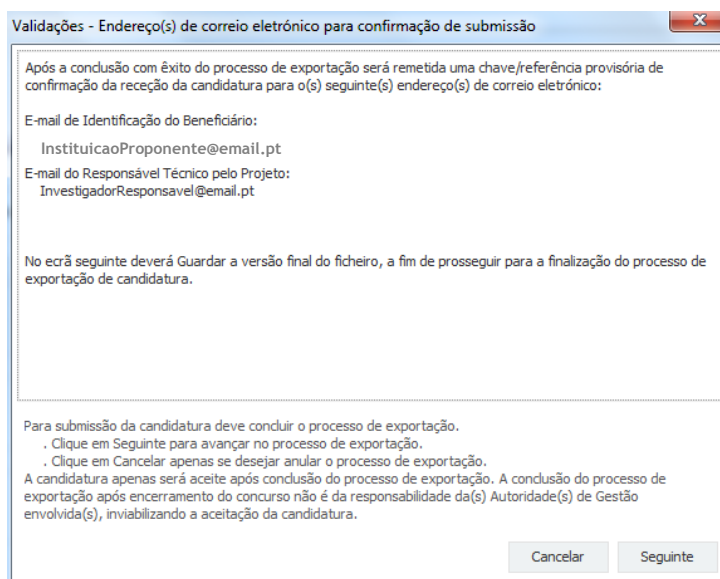 Validações - Endereço(s) de correio eletrónico para confirmação de submissão
x
Após a conclusão com êxito do processo de exportação será remetida uma chave/referência provisória de
confirmação da receção da candidatura para o(s) seguinte(s) endereço(s) de correio eletrónico:
E-mail de Identificação do Beneficiário:
InstituicaoProponente@email.pt
E-mail do Responsável Técnico pelo Projeto:
InvestigadorResponsavel@email.pt
No ecrã seguinte deverá Guardar a versão final do ficheiro, a fim de prosseguir para a finalização do processo de
exportação de candidatura.
Para submissão da candidatura deve concluir o processo de exportação.
. Clique em Seguinte para avançar no processo de exportação.
. Clique em Cancelar apenas se desejar anular o processo de exportação.
A candidatura apenas será aceite após conclusão do processo de exportação. A conclusão do processo de
exportação após encerramento do concurso não é da responsabilidade da(s) Autoridade(s) de Gestão
envolvida(s), inviabilizando a aceitação da candidatura.
Cancelar Seguinte